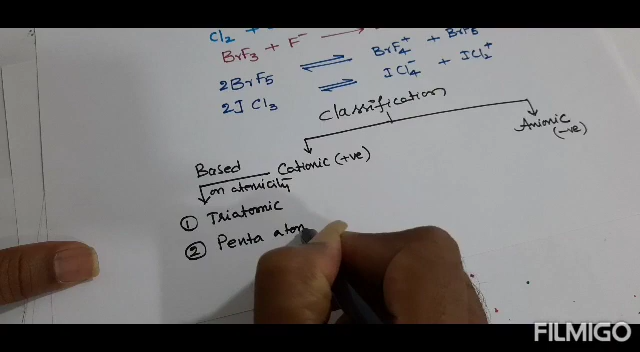 Cl2 +
BrF3 + F⁻ →
2BrF5 ⇌ BrF4⁺ + BrF6
2ICl3 ⇌ ICl4⁻ + ICl2⁺
Classification
Cationic (+ve)
Anionic
(-ve)
Based
on atomicity
① Triatomic
② Penta atom
FILMIGO